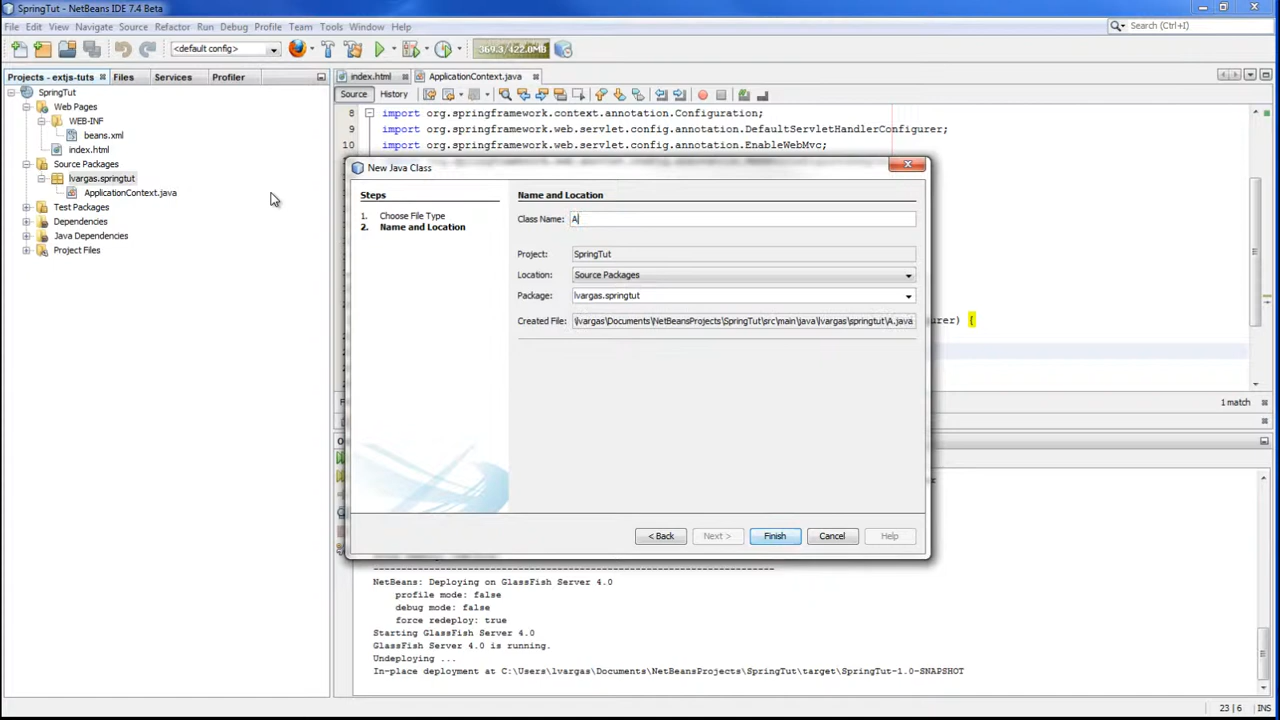 SpringTut - NetBeans IDE 7.4 Beta
File Edit View Navigate Source Refactor Run Debug Profile Team Tools Window Help
Search (Ctrl+I)
<default config>
369.3/422.0MB
Projects - extjs-tuts
Files
Services
Profiler
index.html
ApplicationContext.java
SpringTut
Web Pages
WEB-INF
beans.xml
index.html
Source Packages
lvargas.springtut
ApplicationContext.java
Test Packages
Dependencies
Java Dependencies
Project Files
Source
History
8 import org.springframework.context.annotation.Configuration;
9 import org.springframework.web.servlet.config.annotation.DefaultServletHandlerConfigurer;
10 import org.springframework.web.servlet.config.annotation.EnableWebMvc;
New Java Class
Steps
1. Choose File Type
2. Name and Location
Name and Location
Class Name: A
Project: SpringTut
Location: Source Packages
Package: lvargas.springtut
Created File: \lvargas\Documents\NetBeansProjects\SpringTut\src\main\java\lvargas\springtut\A.java
< Back
Next >
Finish
Cancel
Help
urer) {
1 match
NetBeans: Deploying on GlassFish Server 4.0
profile mode: false
debug mode: false
force redeploy: true
Starting GlassFish Server 4.0
GlassFish Server 4.0 is running.
Undeploying ...
In-place deployment at C:\Users\lvargas\Documents\NetBeansProjects\SpringTut\target\SpringTut-1.0-SNAPSHOT
23 | 6
INS